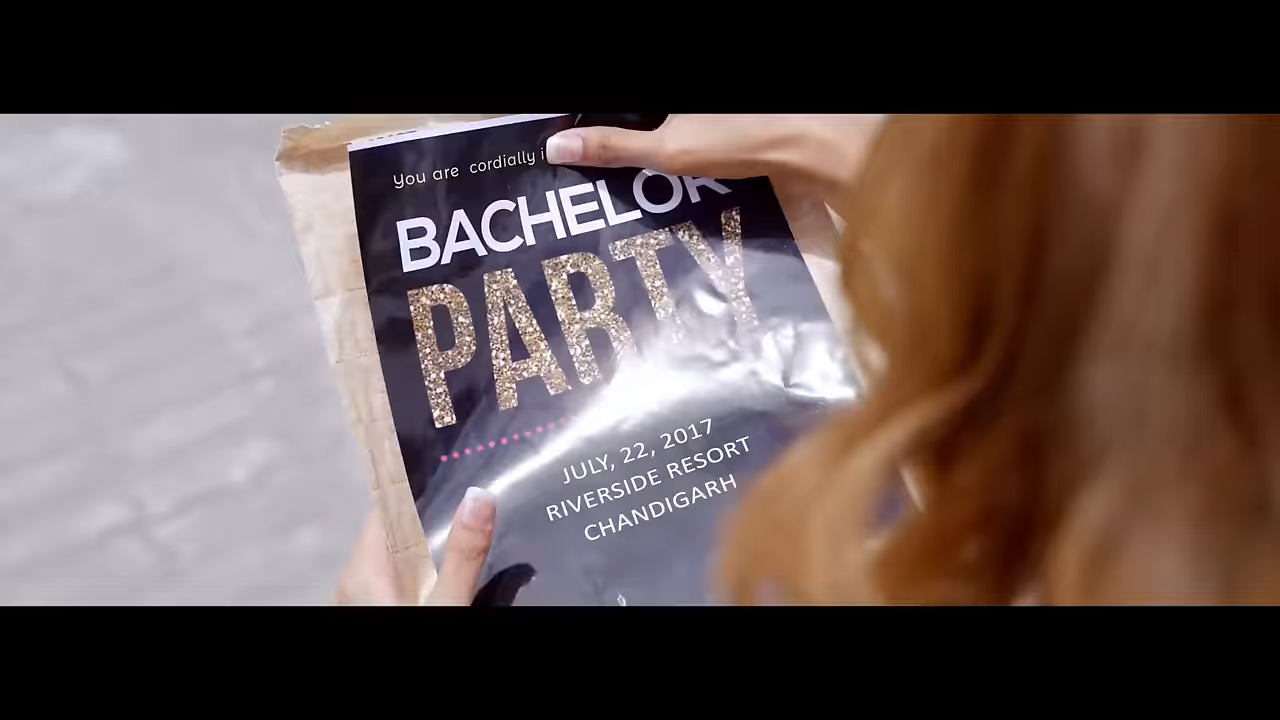 You are cordially i
BACHELOR
PARTY
JULY, 22, 2017
RIVERSIDE RESORT
CHANDIGARH